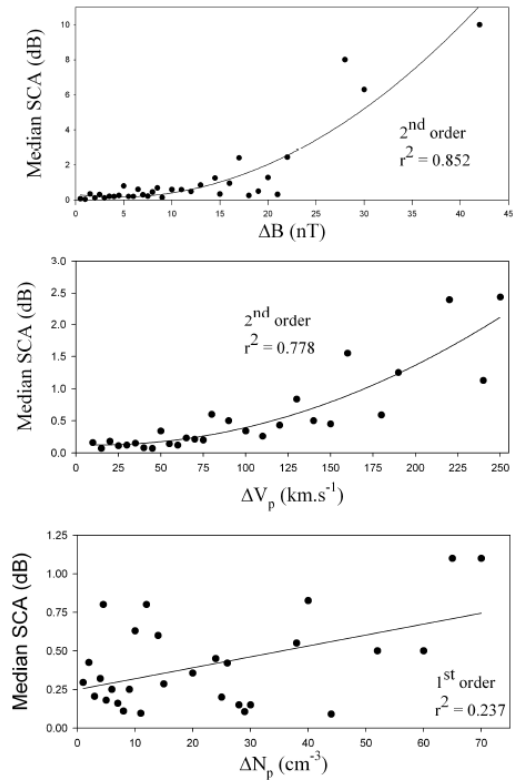 10
8
6
4
2
0
Median SCA (dB)
2nd order
r2 = 0.852
0 5 10 15 20 25 30 35 40 45
ΔB (nT)
3.0
2.5
2.0
1.5
1.0
0.5
0.0
Median SCA (dB)
2nd order
r2 = 0.778
0 25 50 75 100 125 150 175 200 225 250
ΔVp (km.s-1)
1.25
1.00
0.75
0.50
0.25
0.00
Median SCA (dB)
1st order
r2 = 0.237
0 10 20 30 40 50 60 70
ΔNp (cm-3)